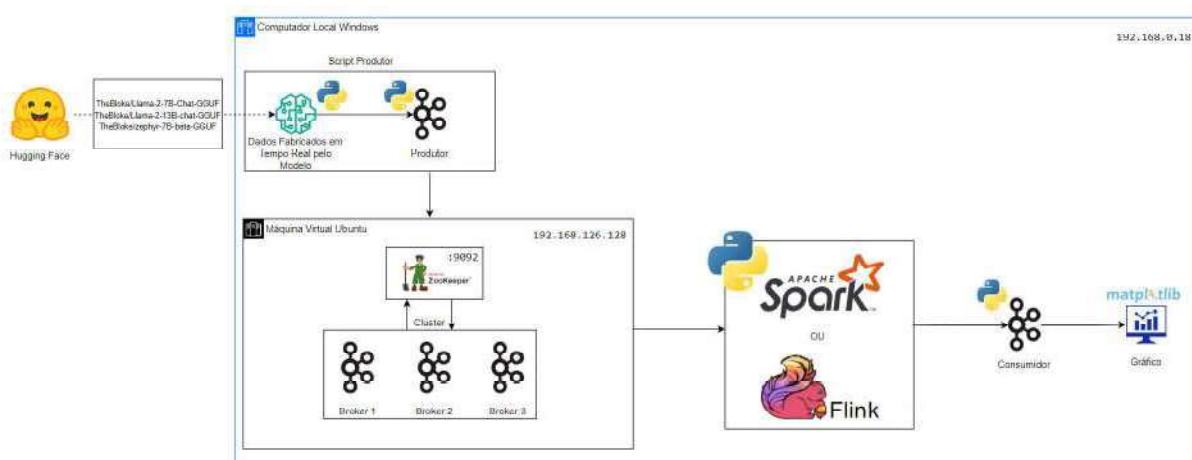 Computador Local Windows
192.168.0.18
Script Produtor
TheBloke/Llama-2-7B-Chat-GGUF
TheBloke/Llama-2-13B-chat-GGUF
TheBloke/zephyr-7B-beta-GGUF
Hugging Face
Dados Fabricados em
Tempo Real pelo
Modelo
Produtor
Máquina Virtual Ubuntu
192.168.126.128
:9092
ZooKeeper
Cluster
Broker 1
Broker 2
Broker 3
APACHE
Spark
OU
Flink
Consumidor
matplotlib
Gráfico